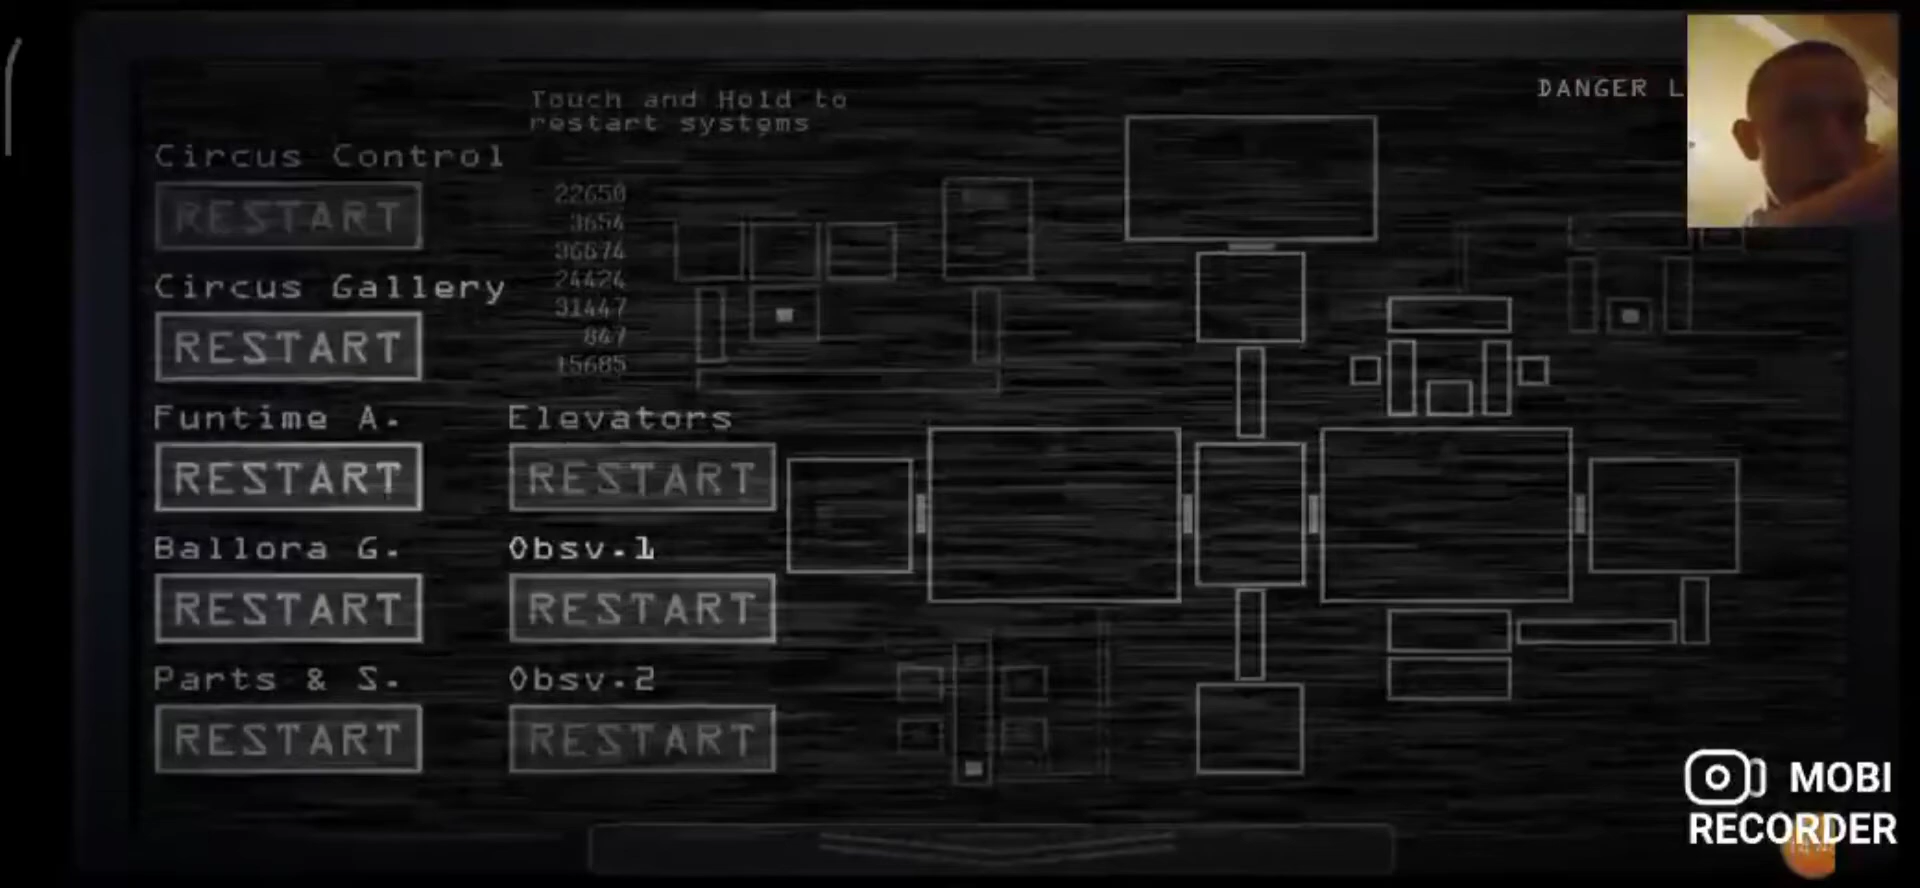 Touch and Hold to
restart systems
DANGER L
Circus Control
RESTART
22650
3654
36674
24424
31447
847
15685
Circus Gallery
RESTART
Funtime A.
RESTART
Elevators
RESTART
Ballora G.
RESTART
Obsv.1
RESTART
Parts & S.
RESTART
Obsv.2
RESTART
MOBI
RECORDER